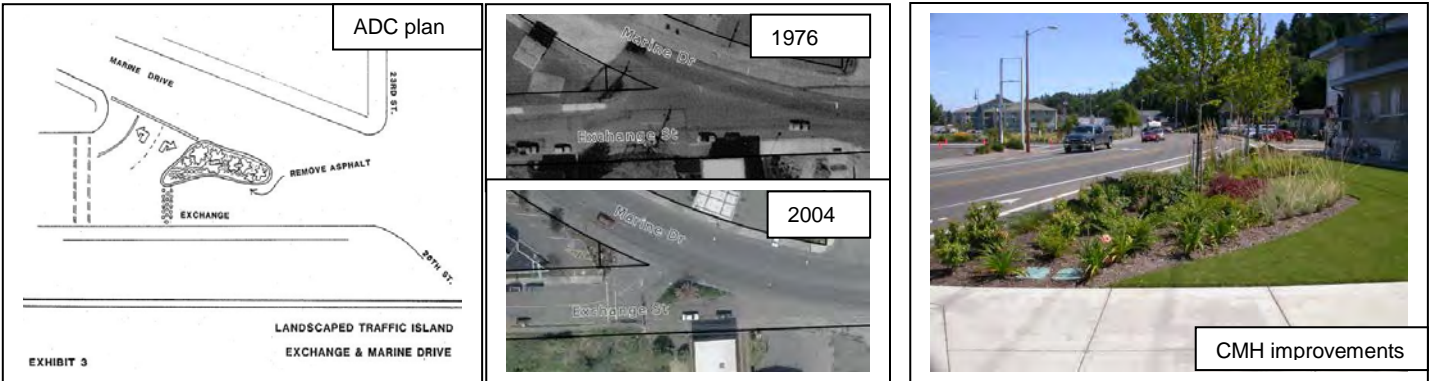 ADC plan
MARINE DRIVE
23RD ST.
REMOVE ASPHALT
EXCHANGE
20TH ST.
LANDSCAPED TRAFFIC ISLAND
EXCHANGE & MARINE DRIVE
EXHIBIT 3
1976
Marine Dr
Exchange St
2004
Marine Dr
Exchange St
CMH improvements